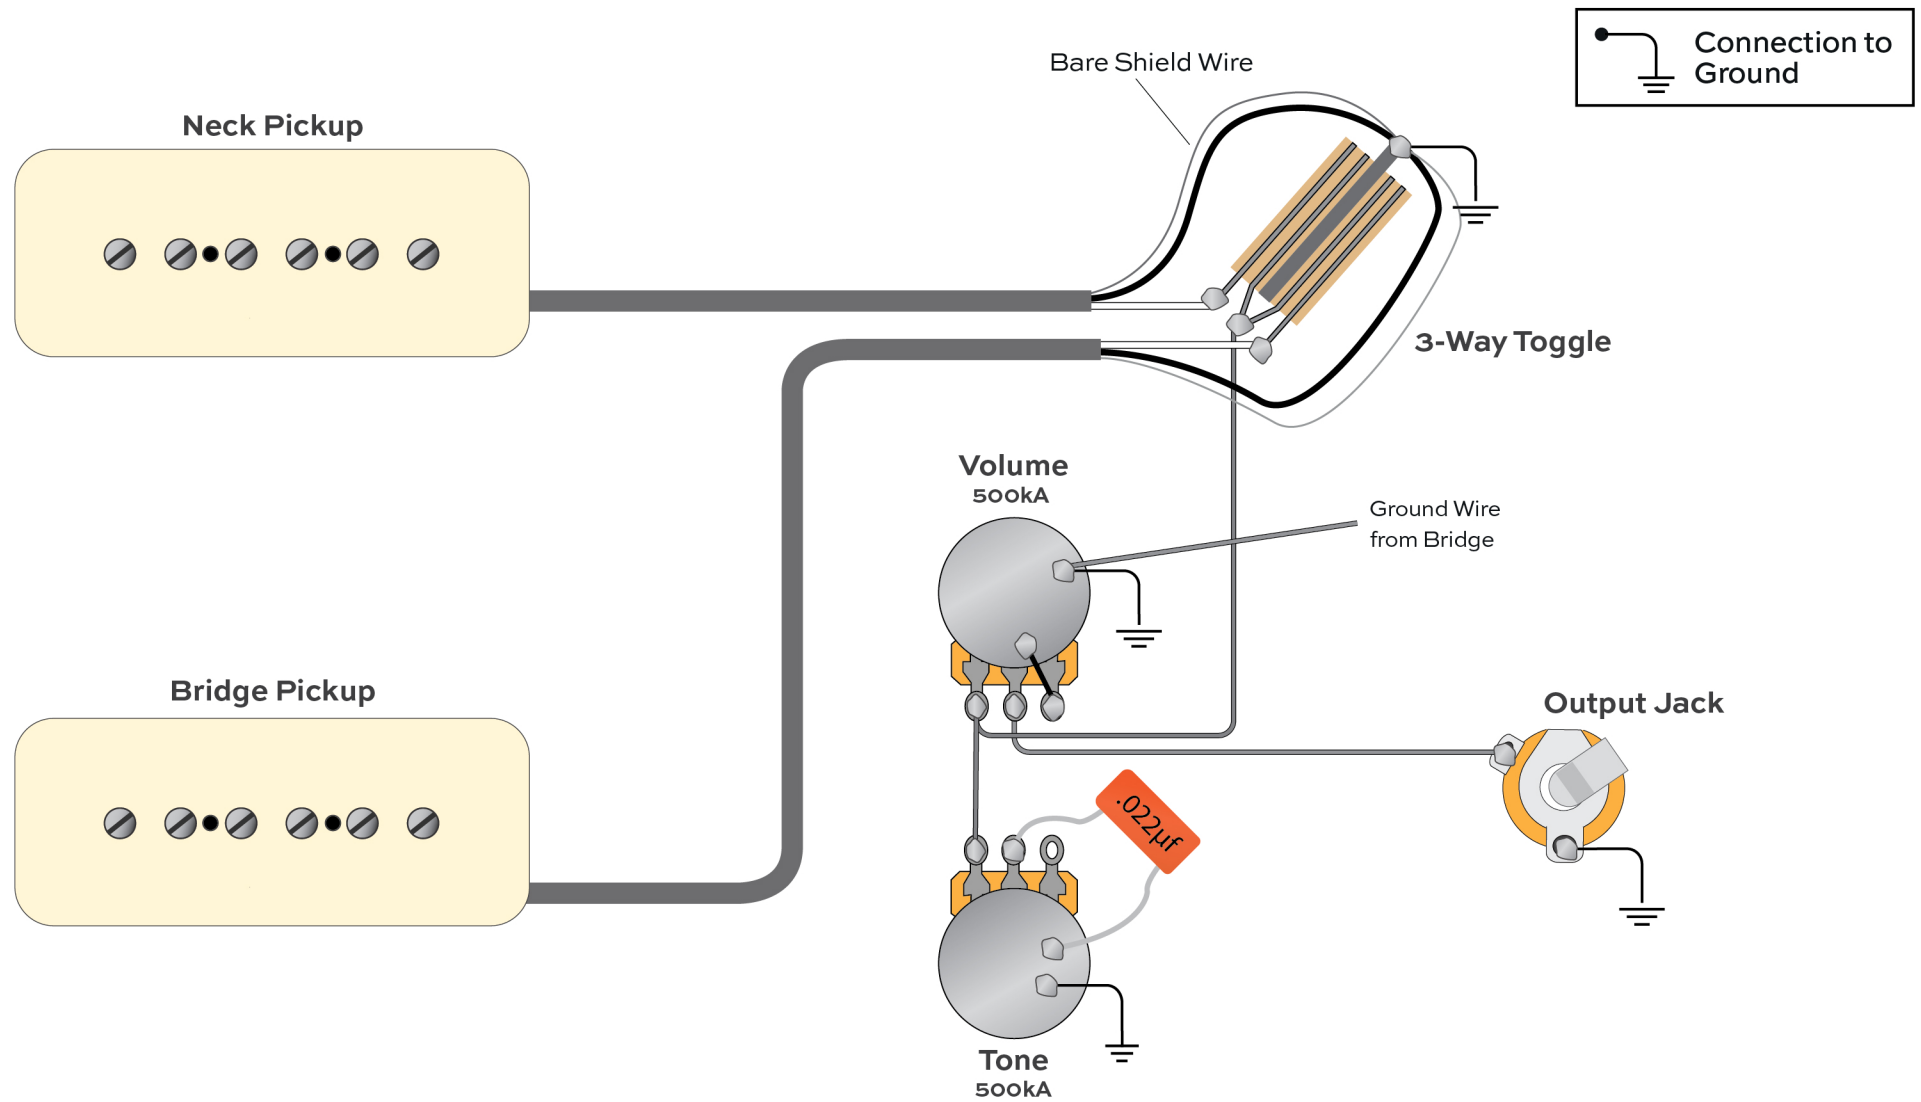 Connection to
Ground
Bare Shield Wire
Neck Pickup
3-Way Toggle
Volume
500kA
Ground Wire
from Bridge
Bridge Pickup
Output Jack
.022µf
Tone
500kA